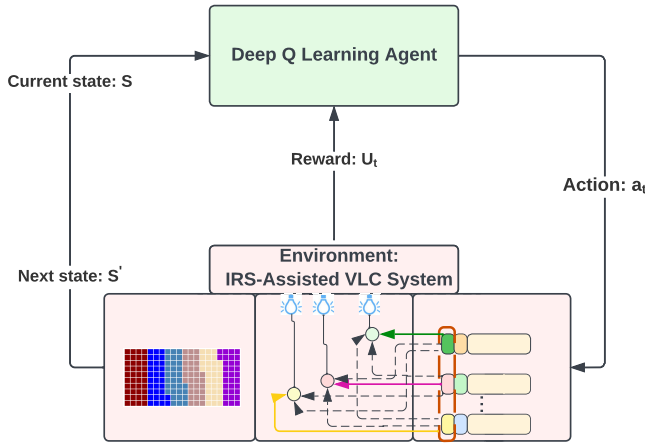 Deep Q Learning Agent
Current state: S
Reward: Ut
Action: at
Environment:
IRS-Assisted VLC System
Next state: S'